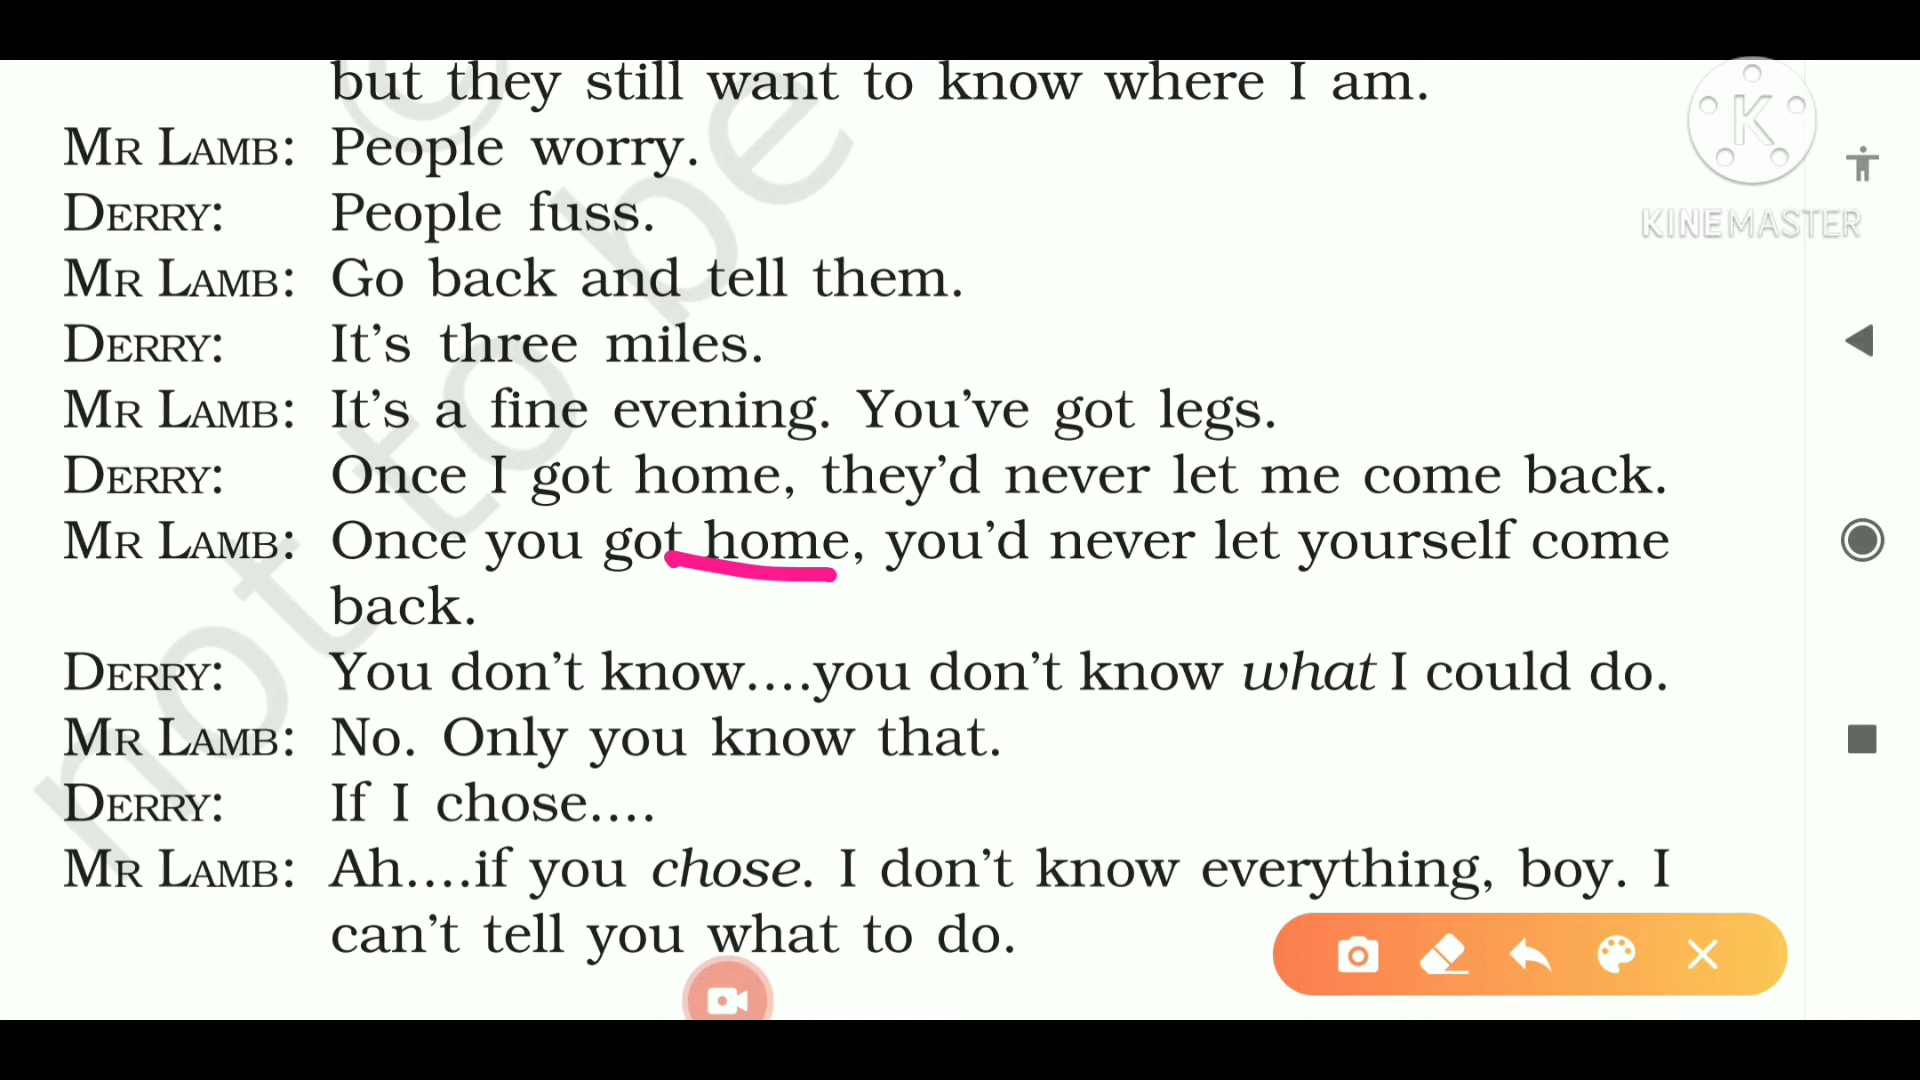 but they still want to know where I am.
MR LAMB: People worry.
DERRY: People fuss.
MR LAMB: Go back and tell them.
DERRY: It's three miles.
MR LAMB: It's a fine evening. You've got legs.
DERRY: Once I got home, they'd never let me come back.
MR LAMB: Once you got home, you'd never let yourself come
back.
DERRY: You don't know....you don't know what I could do.
MR LAMB: No. Only you know that.
DERRY: If I chose....
MR LAMB: Ah....if you chose. I don't know everything, boy. I
can't tell you what to do.
K
KINEMASTER
©
not to be